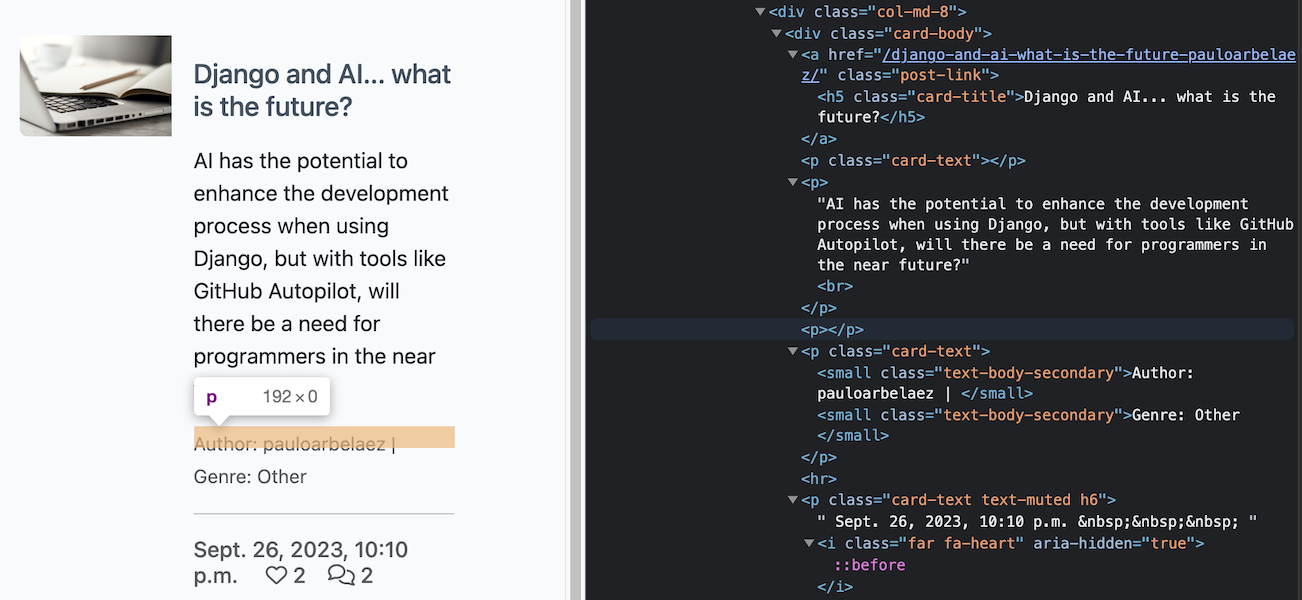 Django and AI... what
is the future?
AI has the potential to
enhance the development
process when using
Django, but with tools like
GitHub Autopilot, will
there be a need for
programmers in the near
p 192 × 0
Author: pauloarbelaez |
Genre: Other
Sept. 26, 2023, 10:10
p.m. 2 2
<div class="col-md-8">
<div class="card-body">
<a href="/django-and-ai-what-is-the-future-pauloarbelae
z/" class="post-link">
<h5 class="card-title">Django and AI... what is the
future?</h5>
</a>
<p class="card-text"></p>
<p>
"AI has the potential to enhance the development
process when using Django, but with tools like GitHub
Autopilot, will there be a need for programmers in
the near future?"
<br>
</p>
<p></p>
<p class="card-text">
<small class="text-body-secondary">Author:
pauloarbelaez | </small>
<small class="text-body-secondary">Genre: Other
</small>
</p>
<hr>
<p class="card-text text-muted h6">
" Sept. 26, 2023, 10:10 p.m. &nbsp;&nbsp;&nbsp; "
<i class="far fa-heart" aria-hidden="true">
::before
</i>